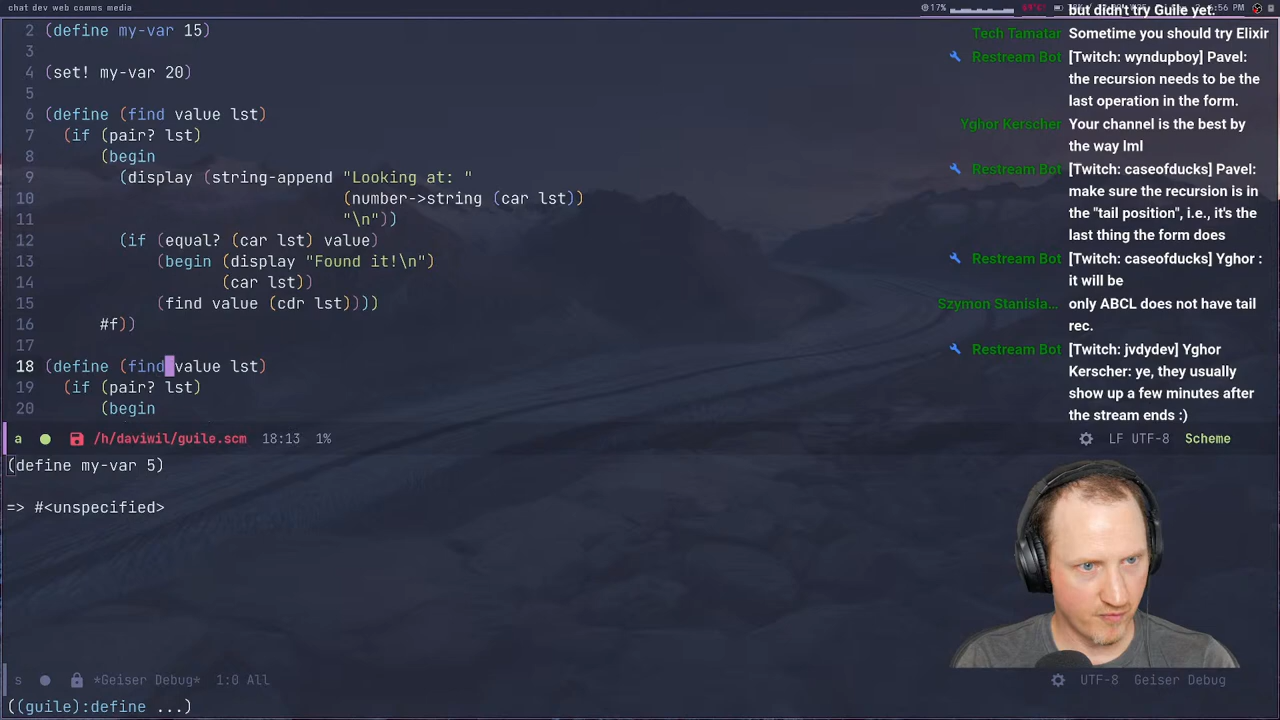 chat dev web comms media
17%
69°C
:56 PM
2 (define my-var 15)
3
4 (set! my-var 20)
5
6 (define (find value lst)
7 (if (pair? lst)
8 (begin
9 (display (string-append "Looking at: "
10 (number->string (car lst))
11 "\n"))
12 (if (equal? (car lst) value)
13 (begin (display "Found it!\n")
14 (car lst))
15 (find value (cdr lst))))
16 #f))
17
18 (define (find value lst)
19 (if (pair? lst)
20 (begin
a /h/daviwil/guile.scm 18:13 1% LF UTF-8 Scheme
(define my-var 5)
=> #<unspecified>
s *Geiser Debug* 1:0 All UTF-8 Geiser Debug
((guile):define ...)
but didn't try Guile yet.
Tech Tamatar Sometime you should try Elixir
Restream Bot [Twitch: wyndupboy] Pavel:
the recursion needs to be the
last operation in the form.
Yghor Kerscher Your channel is the best by
the way lml
Restream Bot [Twitch: caseofducks] Pavel:
make sure the recursion is in
the "tail position", i.e., it's the
last thing the form does
Restream Bot [Twitch: caseofducks] Yghor :
it will be
Szymon Stanisla... only ABCL does not have tail
rec.
Restream Bot [Twitch: jvdydev] Yghor
Kerscher: ye, they usually
show up a few minutes after
the stream ends :)